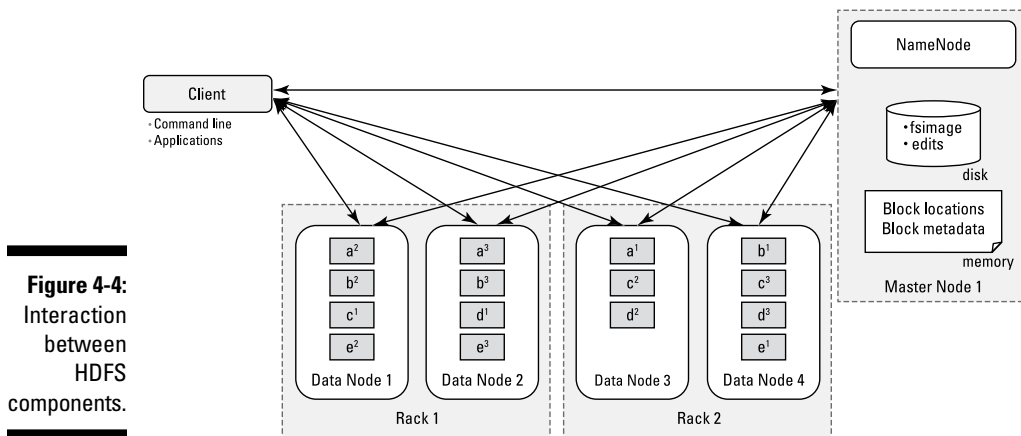 NameNode
Client
• Command line
• Applications
• fsimage
• edits
disk
Block locations
Block metadata
memory
Master Node 1
a²
b²
c¹
e²
Data Node 1
a³
b³
d¹
e³
Data Node 2
Rack 1
a¹
c²
d²
Data Node 3
b¹
c³
d³
e¹
Data Node 4
Rack 2
Figure 4-4:
Interaction
between
HDFS
components.